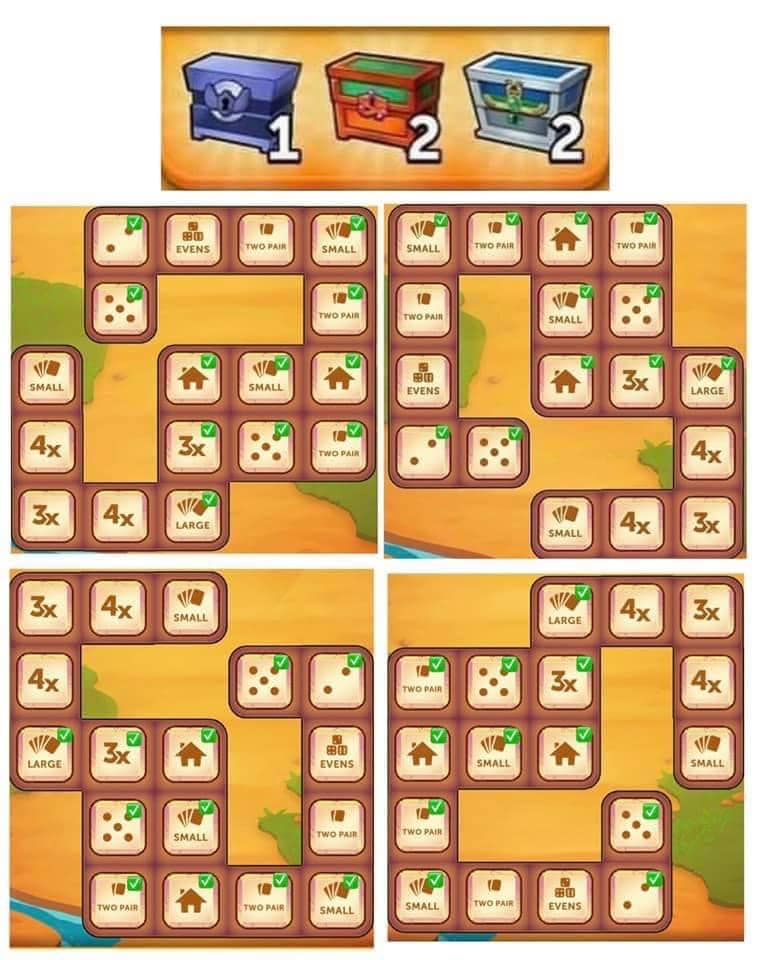 1 2 2
EVENS TWO PAIR SMALL
TWO PAIR
SMALL SMALL
4x 3x TWO PAIR
3x 4x LARGE
SMALL TWO PAIR TWO PAIR
TWO PAIR SMALL
EVENS 3x LARGE
4x
SMALL 4x 3x
3x 4x SMALL
4x
LARGE 3x EVENS
SMALL TWO PAIR
TWO PAIR TWO PAIR SMALL
LARGE 4x 3x
TWO PAIR 3x 4x
SMALL SMALL
TWO PAIR
SMALL TWO PAIR EVENS